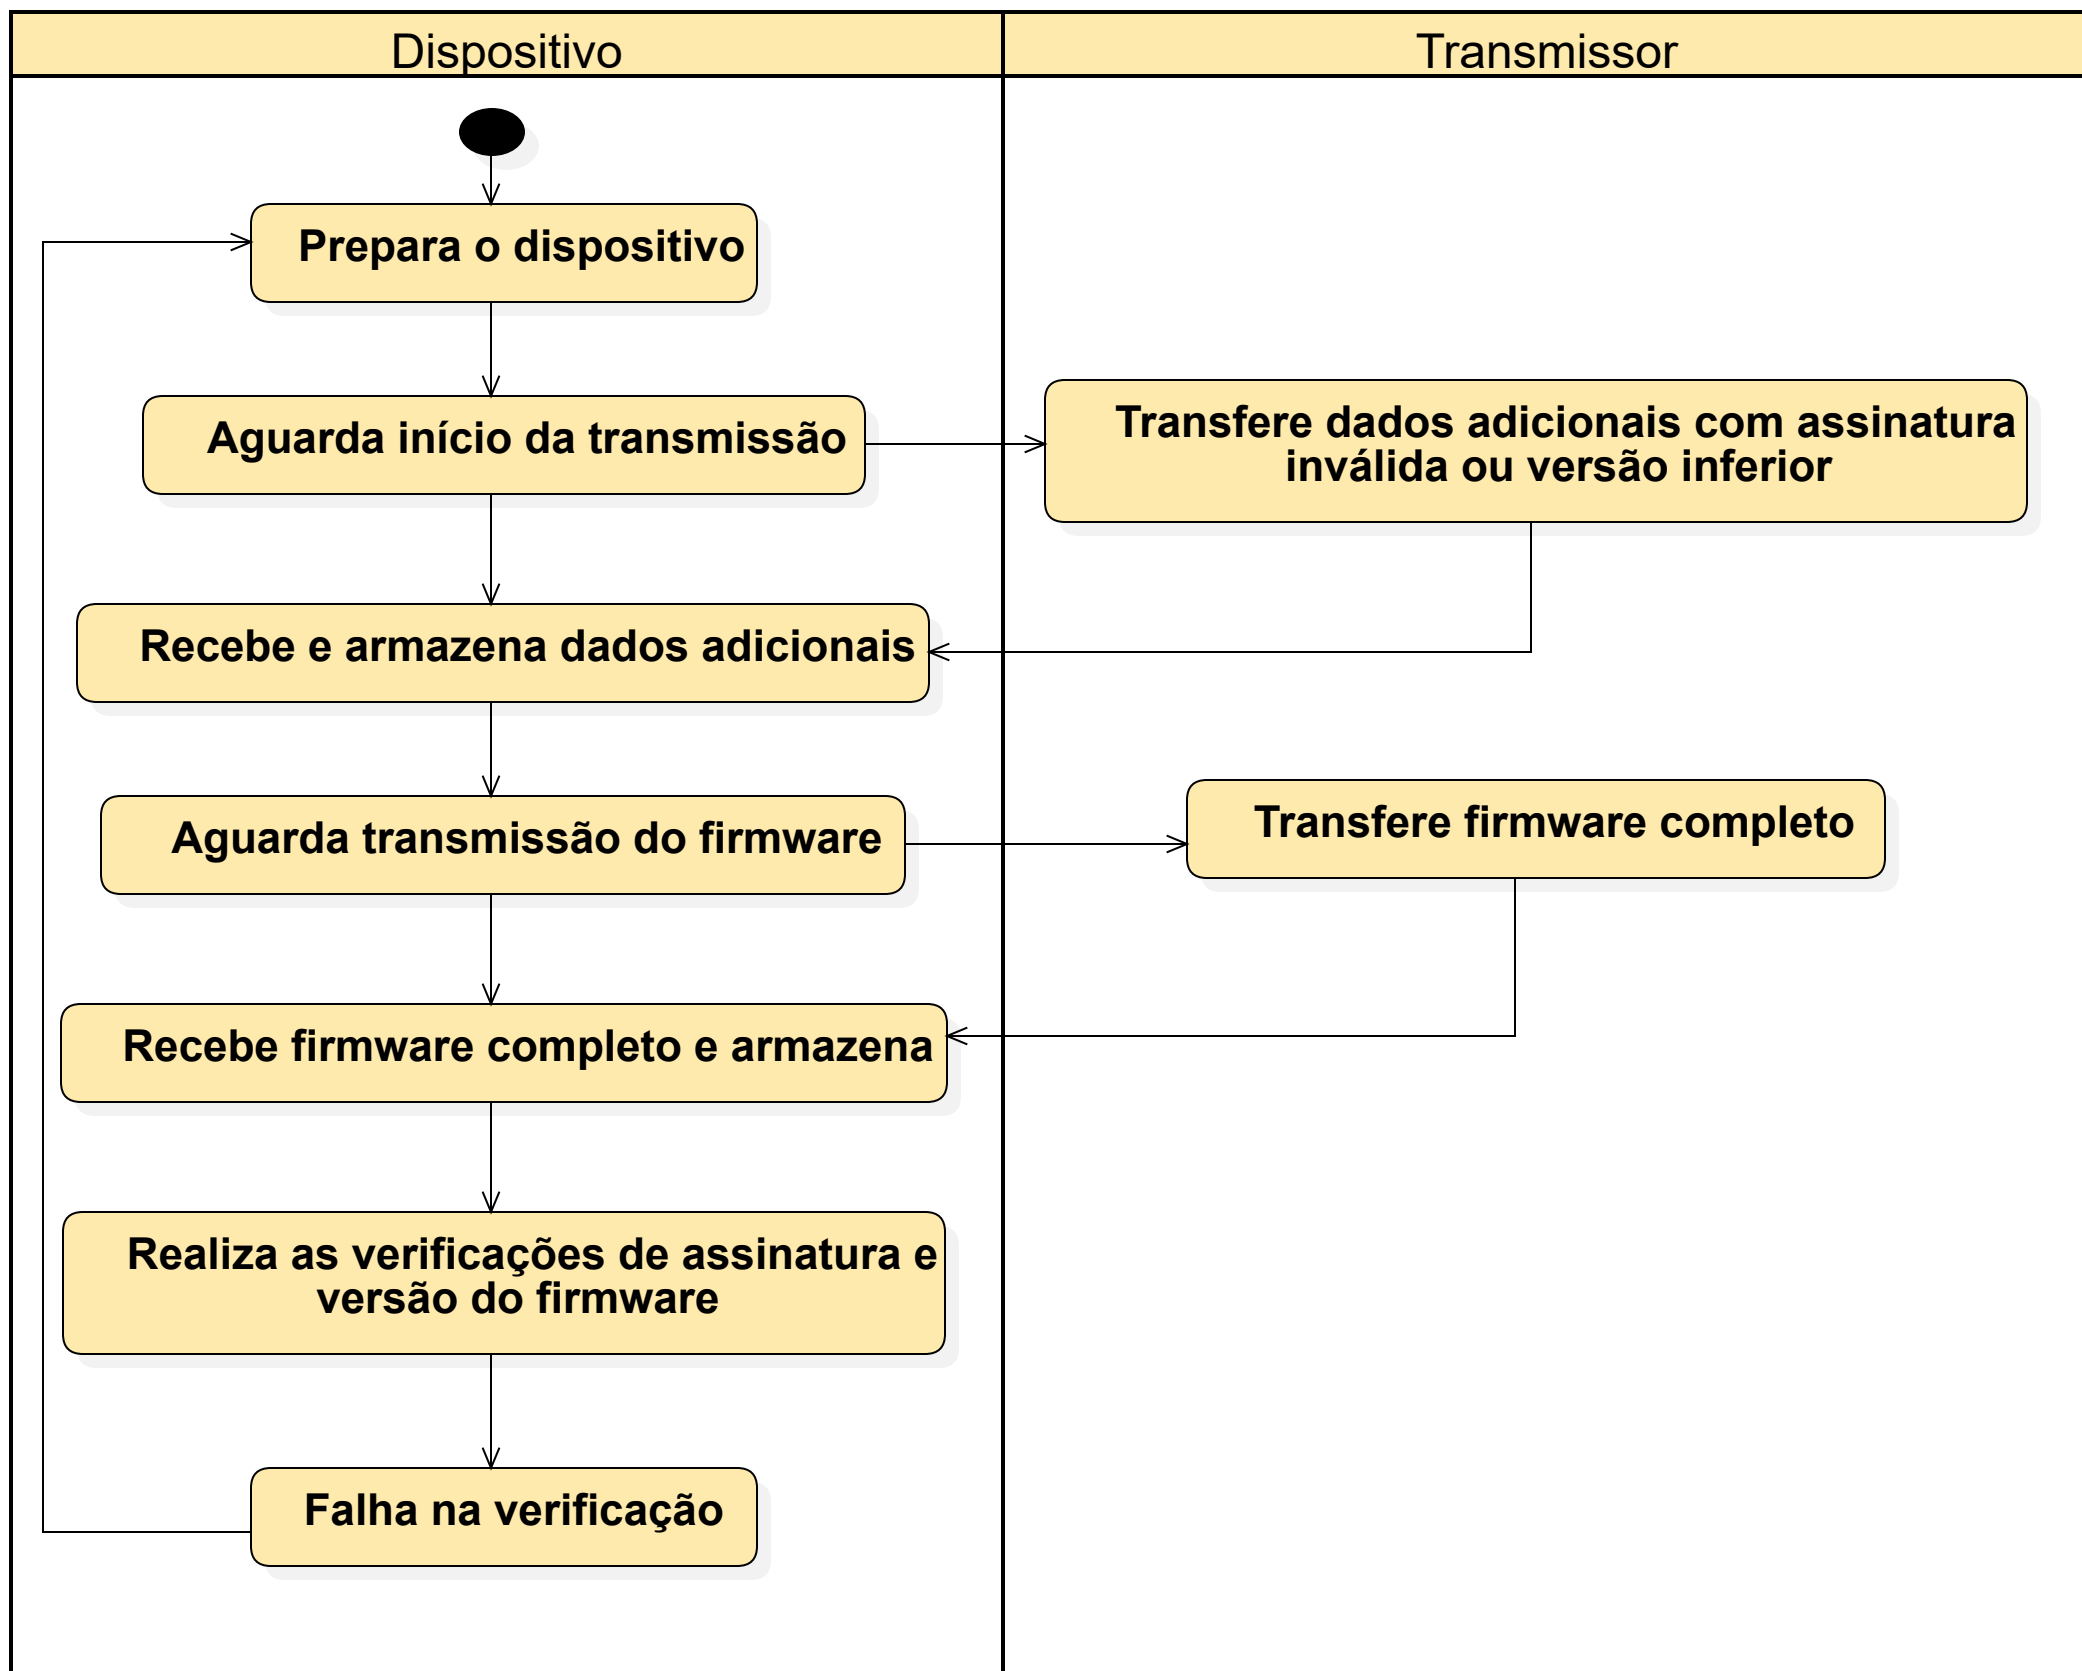 Dispositivo
Transmissor
Prepara o dispositivo
Aguarda início da transmissão
Transfere dados adicionais com assinatura
inválida ou versão inferior
Recebe e armazena dados adicionais
Aguarda transmissão do firmware
Transfere firmware completo
Recebe firmware completo e armazena
Realiza as verificações de assinatura e
versão do firmware
Falha na verificação